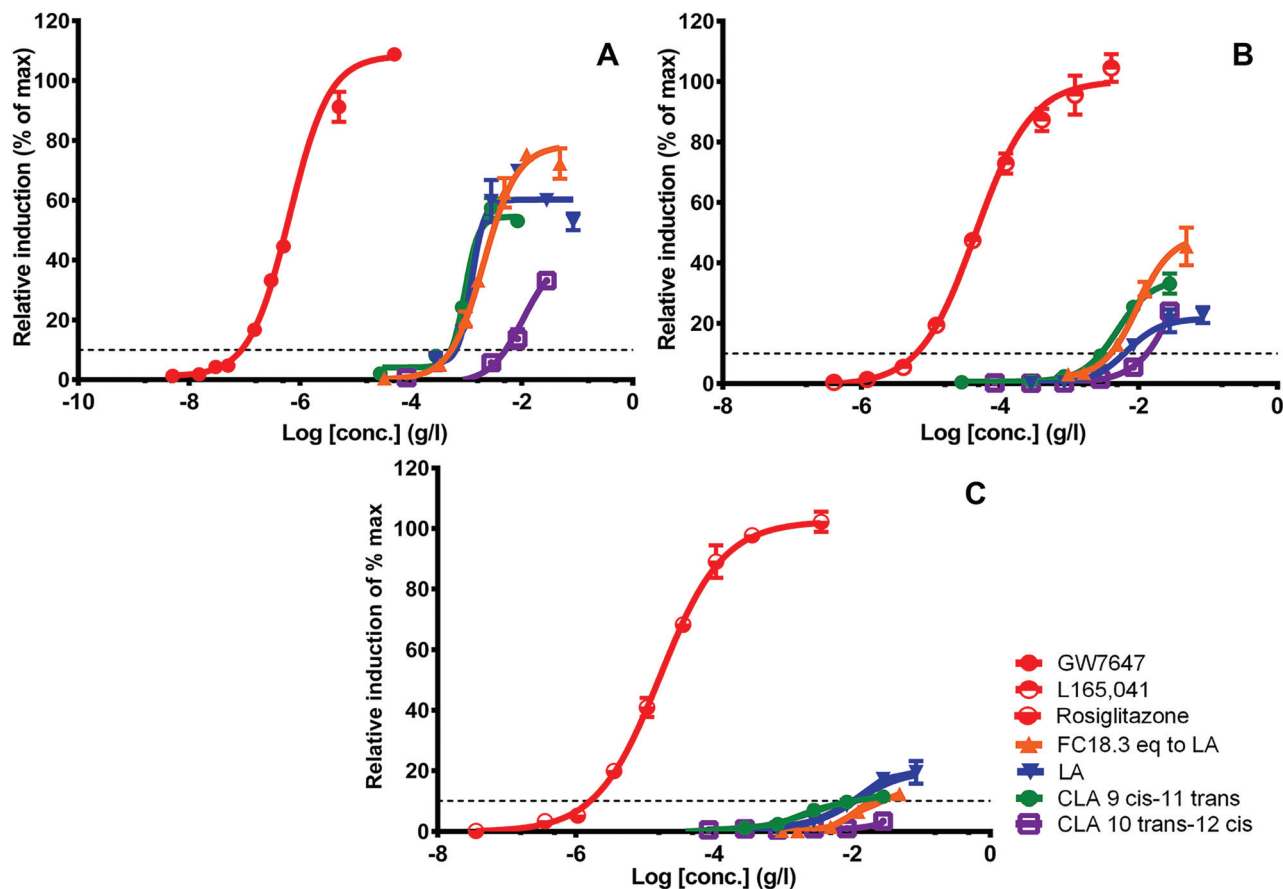 A
Relative induction (% of max)
120
100
80
60
40
20
0
-10
-8
-6
-4
-2
0
Log [conc.] (g/l)
B
Relative induction (% of max)
120
100
80
60
40
20
0
-8
-6
-4
-2
0
Log [conc.] (g/l)
C
Relative induction of % max
120
100
80
60
40
20
0
-8
-6
-4
-2
0
Log [conc.] (g/l)
GW7647
L165,041
Rosiglitazone
FC18.3 eq to LA
LA
CLA 9 cis-11 trans
CLA 10 trans-12 cis